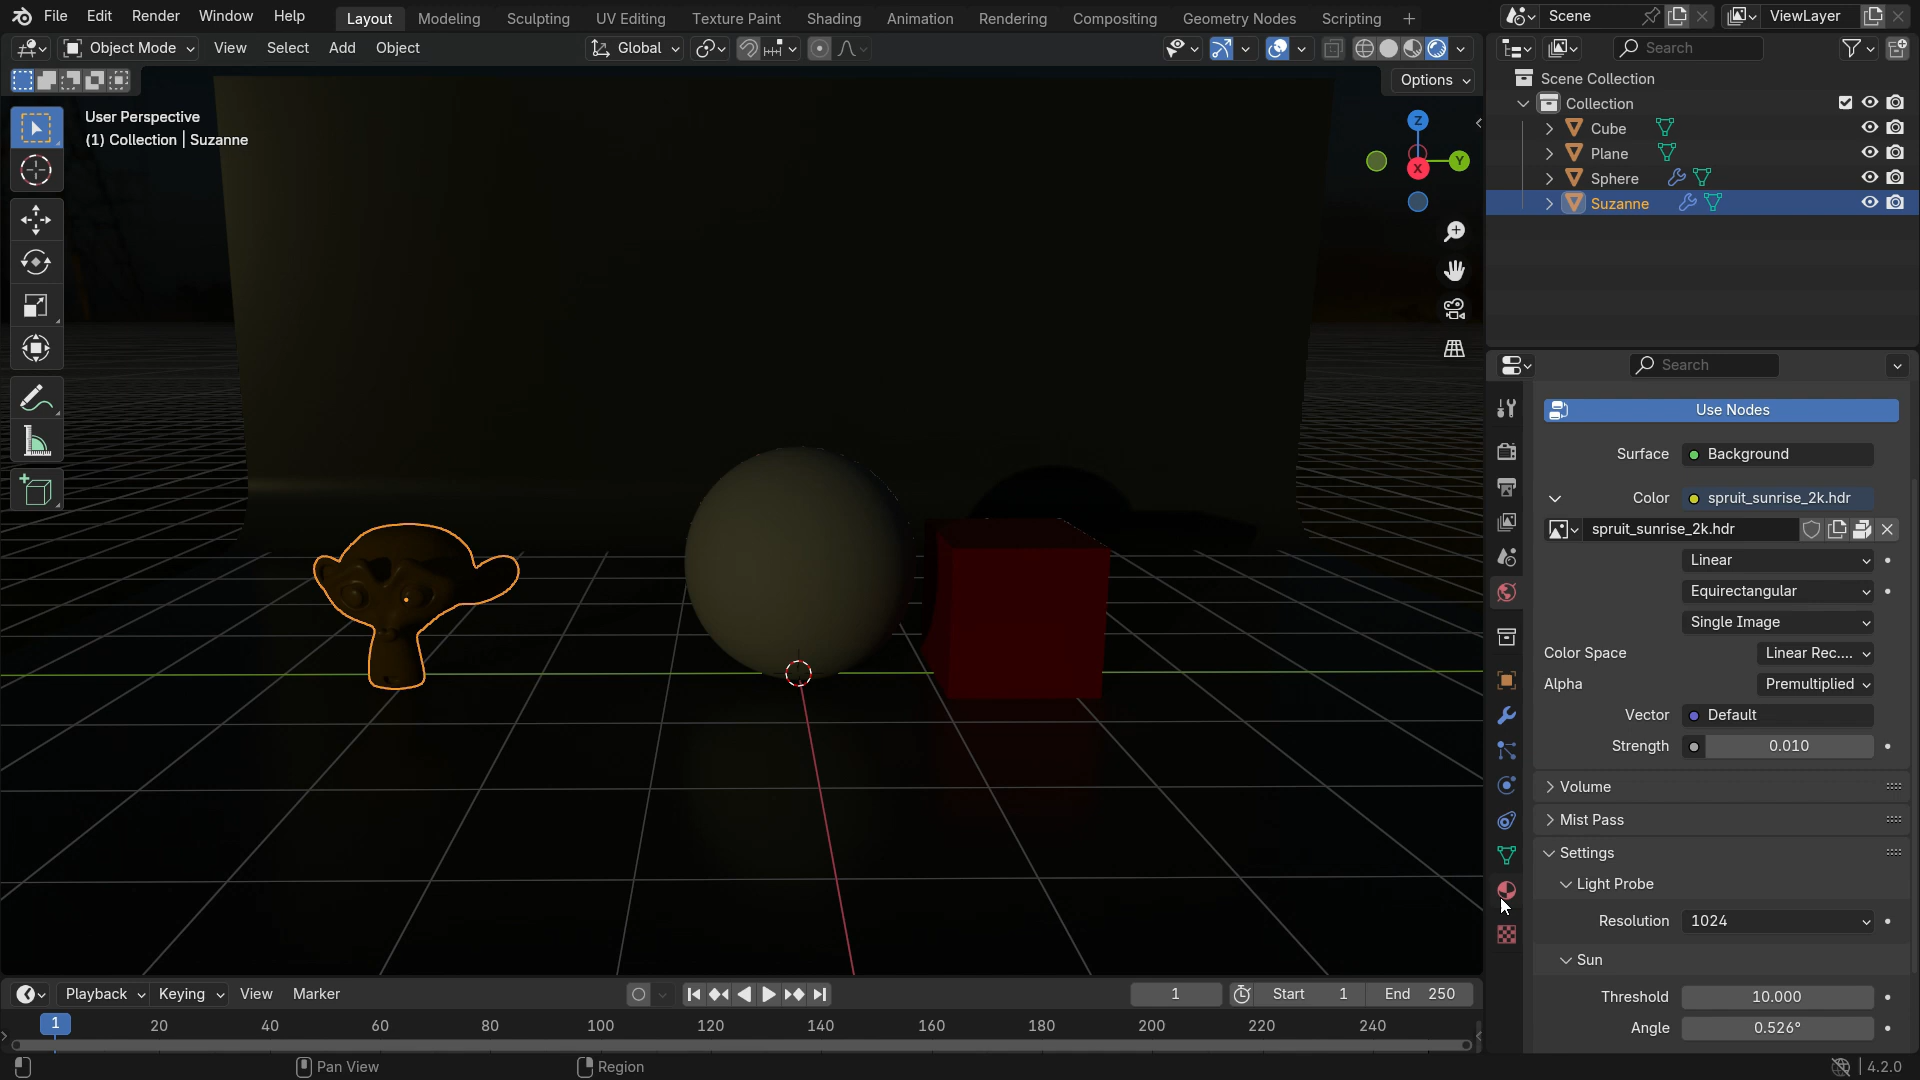 File Edit Render Window Help Layout Modeling Sculpting UV Editing Texture Paint Shading Animation Rendering Compositing Geometry Nodes Scripting + Scene ViewLayer
Object Mode View Select Add Object Global Search
Options
User Perspective
(1) Collection | Suzanne
Z
Y
X
Scene Collection
Collection
Cube
Plane
Sphere
Suzanne
Search
Use Nodes
Surface Background
Color spruit_sunrise_2k.hdr
spruit_sunrise_2k.hdr
Linear
Equirectangular
Single Image
Color Space Linear Rec....
Alpha Premultiplied
Vector Default
Strength 0.010
Volume
Mist Pass
Settings
Light Probe
Resolution 1024
Sun
Threshold 10.000
Angle 0.526°
Playback Keying View Marker 1 Start 1 End 250
1 20 40 60 80 100 120 140 160 180 200 220 240
Pan View Region 4.2.0